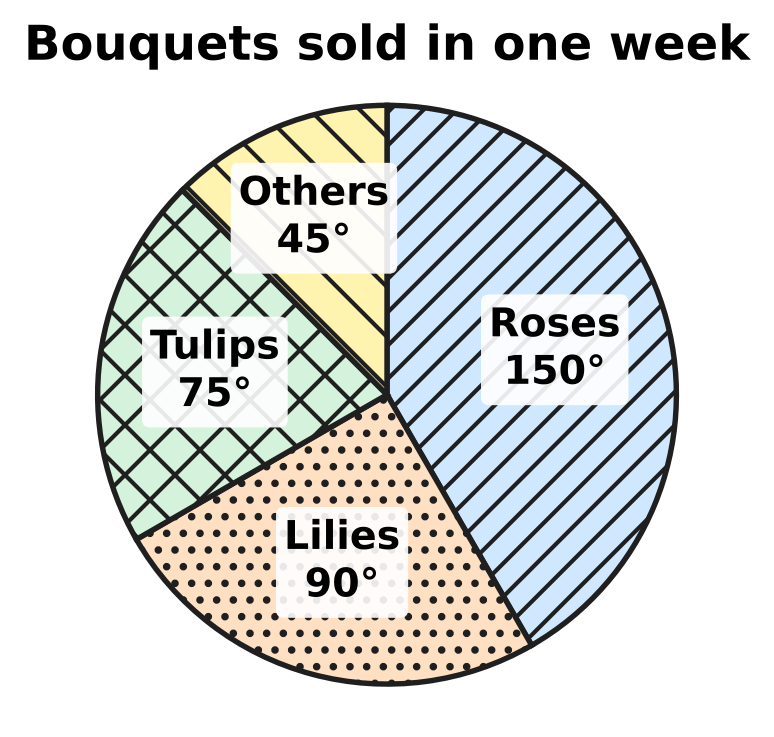 Bouquets sold in one week
Others
45°
Roses
150°
Tulips
75°
Lilies
90°